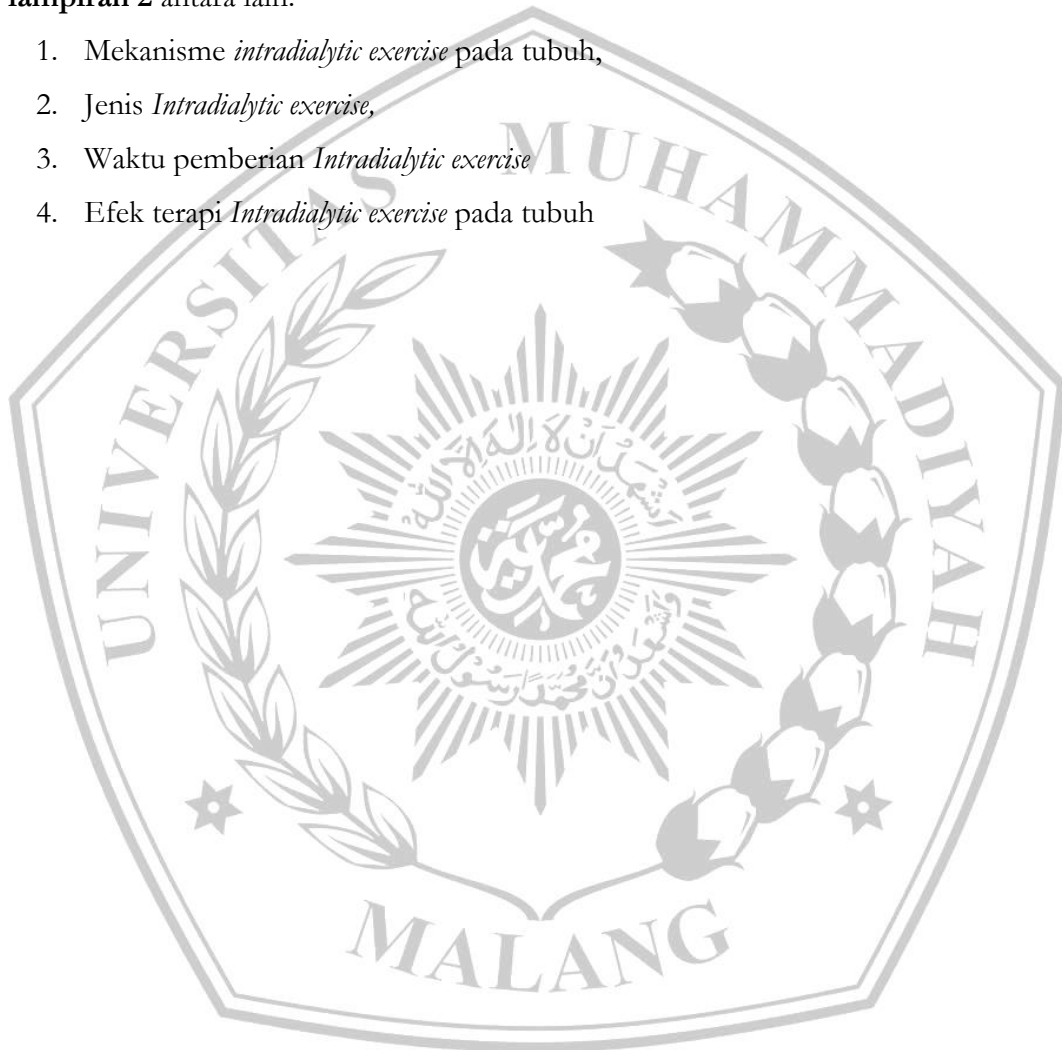 lampiran 2 antara lain:
1. Mekanisme intradialytic exercise pada tubuh,
2. Jenis Intradialytic exercise,
3. Waktu pemberian Intradialytic exercise
4. Efek terapi Intradialytic exercise pada tubuh
UNIVERSITAS MUHAMMADIYAH
MALANG